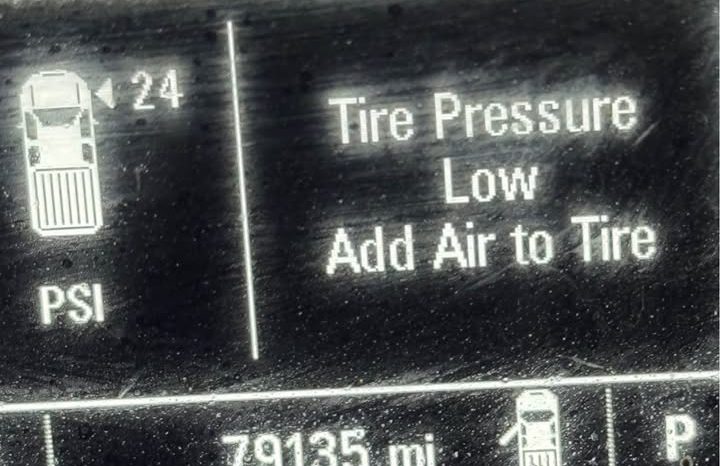 24
PSI
Tire Pressure
Low
Add Air to Tire
79135 mi
P